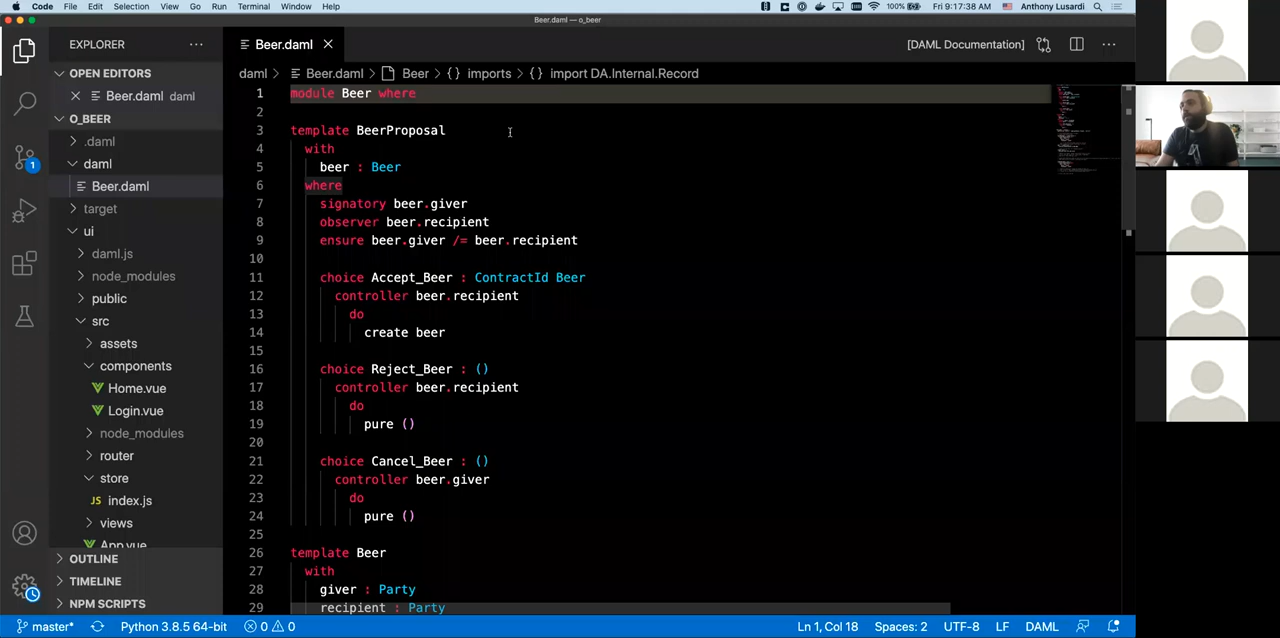 Code File Edit Selection View Go Run Terminal Window Help 100% Fri 9:17:38 AM Anthony Lusardi
Beer.daml — o_beer
EXPLORER
OPEN EDITORS
Beer.daml daml
O_BEER
.daml
daml
Beer.daml
target
ui
daml.js
node_modules
public
src
assets
components
Home.vue
Login.vue
node_modules
router
store
JS index.js
views
App.vue
OUTLINE
TIMELINE
NPM SCRIPTS
1
Beer.daml
[DAML Documentation]
daml > Beer.daml > Beer > {} imports > {} import DA.Internal.Record
1 module Beer where
2
3 template BeerProposal
4 with
5 beer : Beer
6 where
7 signatory beer.giver
8 observer beer.recipient
9 ensure beer.giver /= beer.recipient
10
11 choice Accept_Beer : ContractId Beer
12 controller beer.recipient
13 do
14 create beer
15
16 choice Reject_Beer : ()
17 controller beer.recipient
18 do
19 pure ()
20
21 choice Cancel_Beer : ()
22 controller beer.giver
23 do
24 pure ()
25
26 template Beer
27 with
28 giver : Party
29 recipient : Party
master* Python 3.8.5 64-bit 0 0 Ln 1, Col 18 Spaces: 2 UTF-8 LF DAML